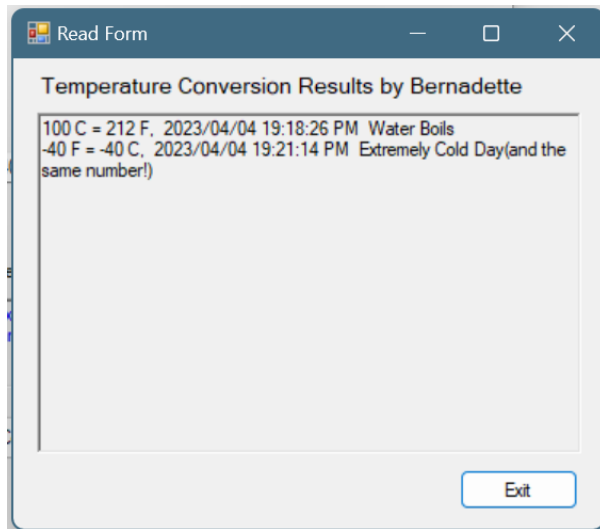 Read Form
Temperature Conversion Results by Bernadette
100 C = 212 F,  2023/04/04 19:18:26 PM  Water Boils
-40 F = -40 C,  2023/04/04 19:21:14 PM  Extremely Cold Day(and the
same number!)
Exit